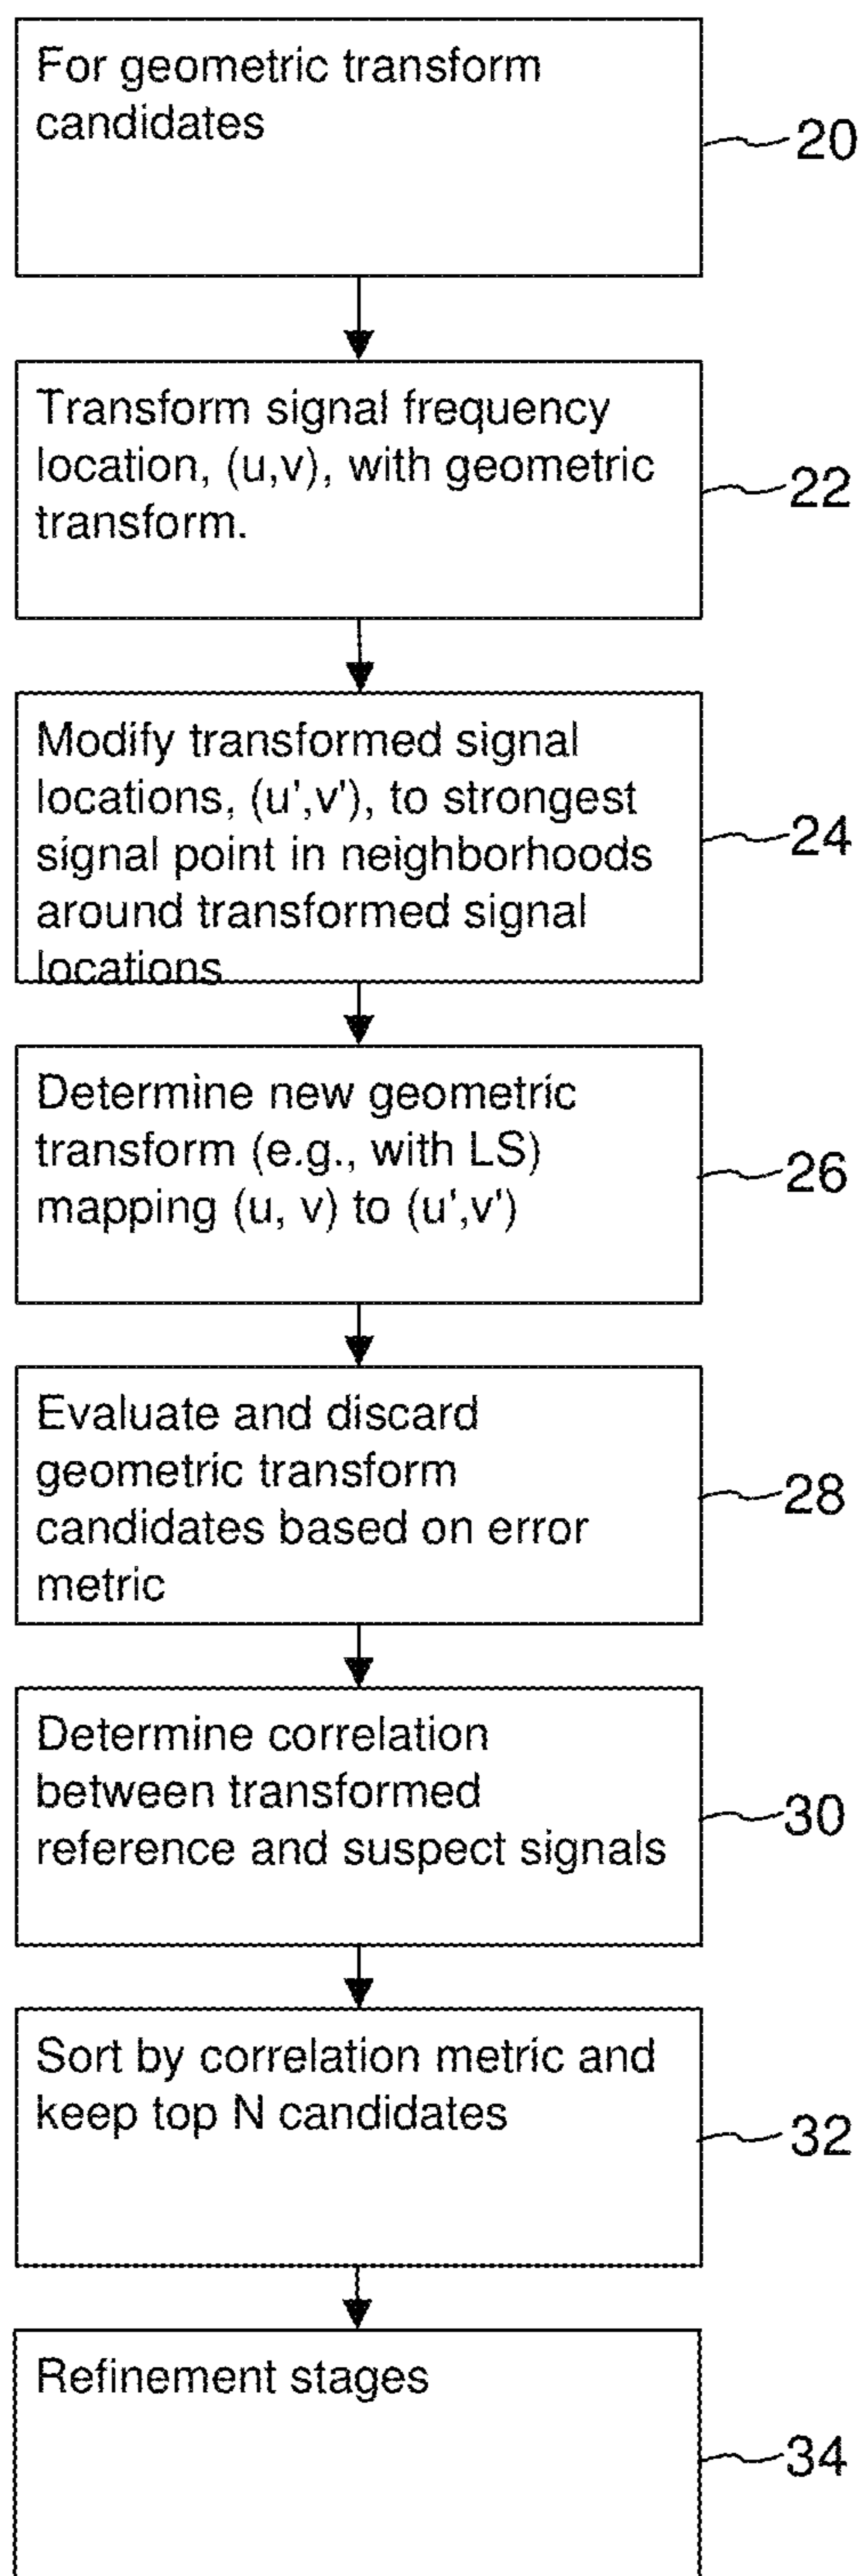 For geometric transform
candidates
20
Transform signal frequency
location, (u,v), with geometric
transform.
22
Modify transformed signal
locations, (u',v'), to strongest
signal point in neighborhoods
around transformed signal
locations
24
Determine new geometric
transform (e.g., with LS)
mapping (u, v) to (u',v')
26
Evaluate and discard
geometric transform
candidates based on error
metric
28
Determine correlation
between transformed
reference and suspect signals
30
Sort by correlation metric and
keep top N candidates
32
Refinement stages
34